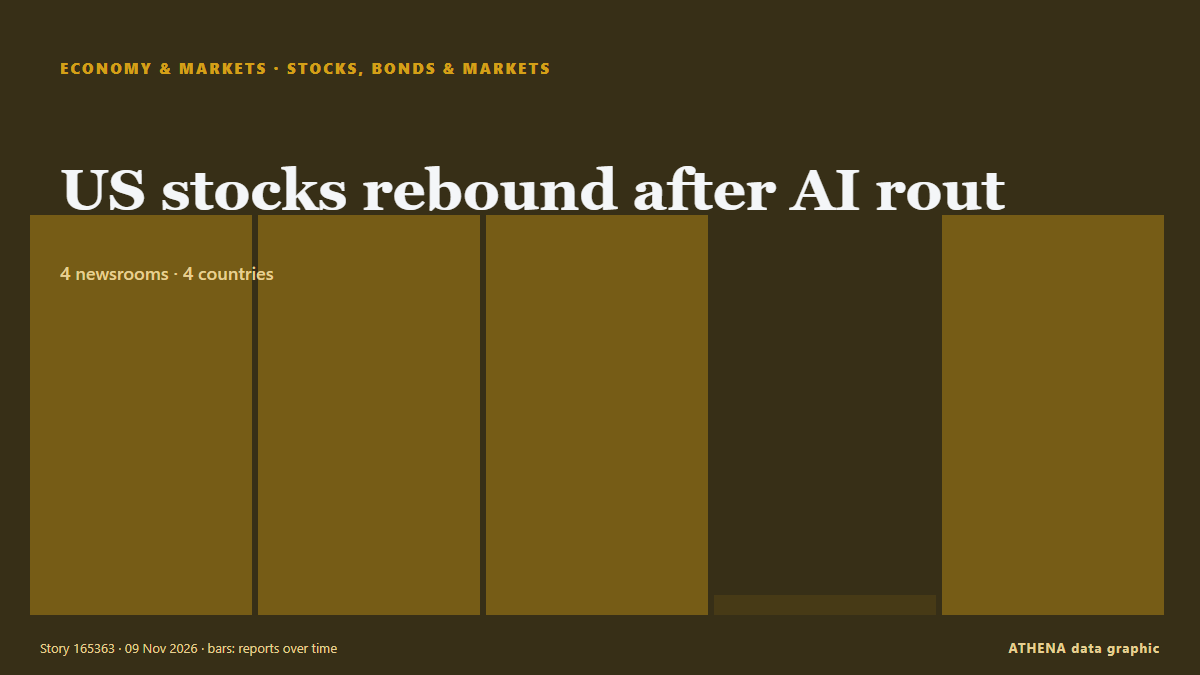 ECONOMY & MARKETS · STOCKS, BONDS & MARKETS
US stocks rebound after AI rout
4 newsrooms · 4 countries
Story 165363 · 09 Nov 2026 · bars: reports over time
ATHENA data graphic